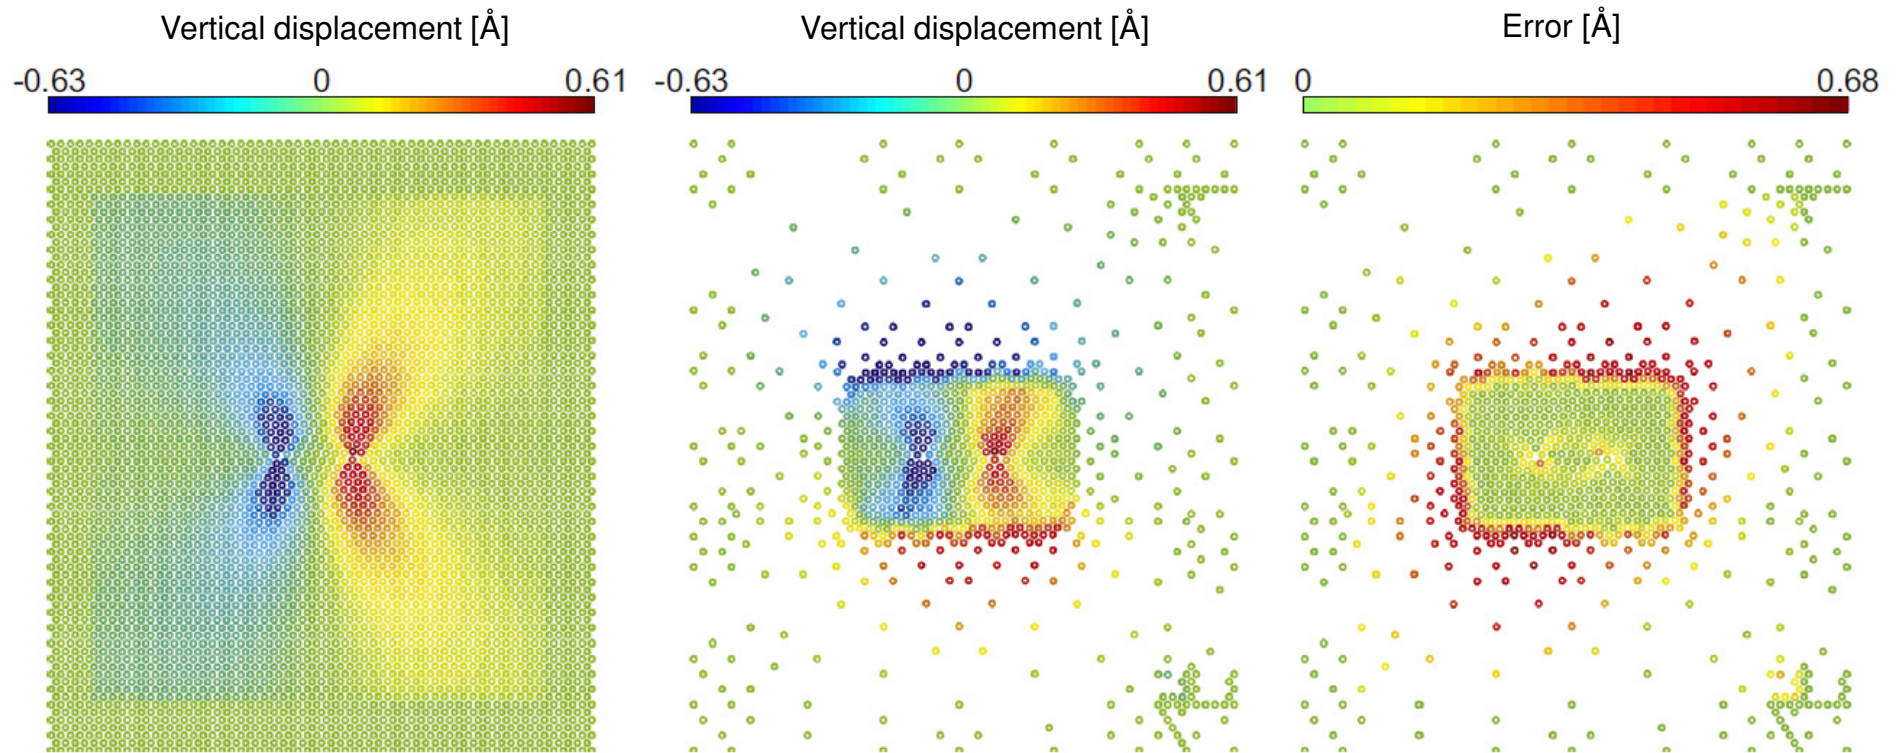 Vertical displacement [Å] Vertical displacement [Å] Error [Å]
-0.63 0 0.61 -0.63 0 0.61 0 0.68